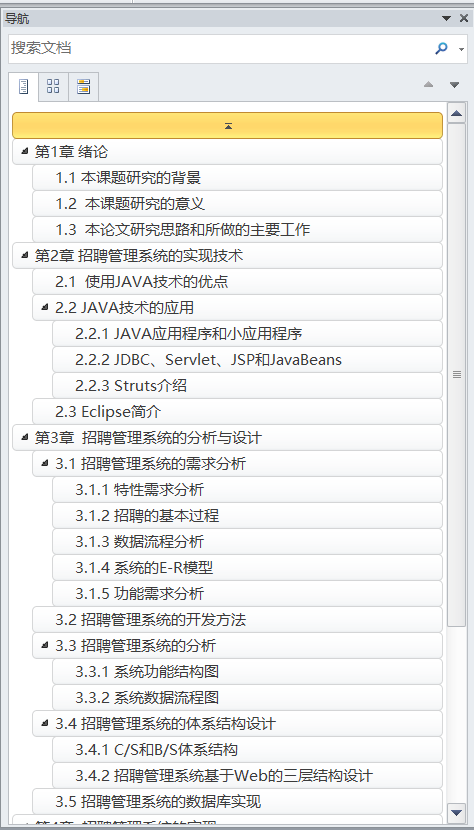 导航
搜索文档
第1章 绪论
1.1 本课题研究的背景
1.2  本课题研究的意义
1.3  本论文研究思路和所做的主要工作
第2章 招聘管理系统的实现技术
2.1  使用JAVA技术的优点
2.2 JAVA技术的应用
2.2.1 JAVA应用程序和小应用程序
2.2.2 JDBC、Servlet、JSP和JavaBeans
2.2.3 Struts介绍
2.3 Eclipse简介
第3章  招聘管理系统的分析与设计
3.1 招聘管理系统的需求分析
3.1.1 特性需求分析
3.1.2 招聘的基本过程
3.1.3 数据流程分析
3.1.4 系统的E-R模型
3.1.5 功能需求分析
3.2 招聘管理系统的开发方法
3.3 招聘管理系统的分析
3.3.1 系统功能结构图
3.3.2 系统数据流程图
3.4 招聘管理系统的体系结构设计
3.4.1 C/S和B/S体系结构
3.4.2 招聘管理系统基于Web的三层结构设计
3.5 招聘管理系统的数据库实现